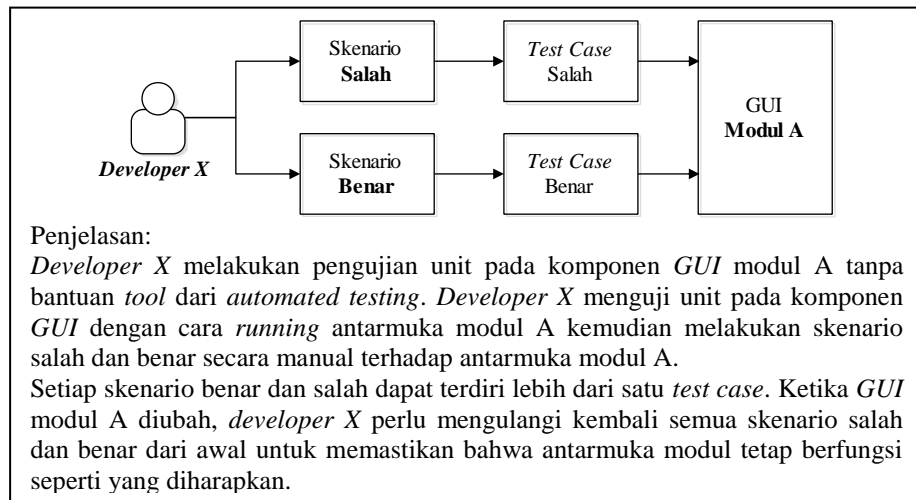 Skenario
Salah
Test Case
Salah
GUI
Modul A
Developer X
Skenario
Benar
Test Case
Benar
Penjelasan:
Developer X melakukan pengujian unit pada komponen GUI modul A tanpa
bantuan tool dari automated testing. Developer X menguji unit pada komponen
GUI dengan cara running antarmuka modul A kemudian melakukan skenario
salah dan benar secara manual terhadap antarmuka modul A.
Setiap skenario benar dan salah dapat terdiri lebih dari satu test case. Ketika GUI
modul A diubah, developer X perlu mengulangi kembali semua skenario salah
dan benar dari awal untuk memastikan bahwa antarmuka modul tetap berfungsi
seperti yang diharapkan.